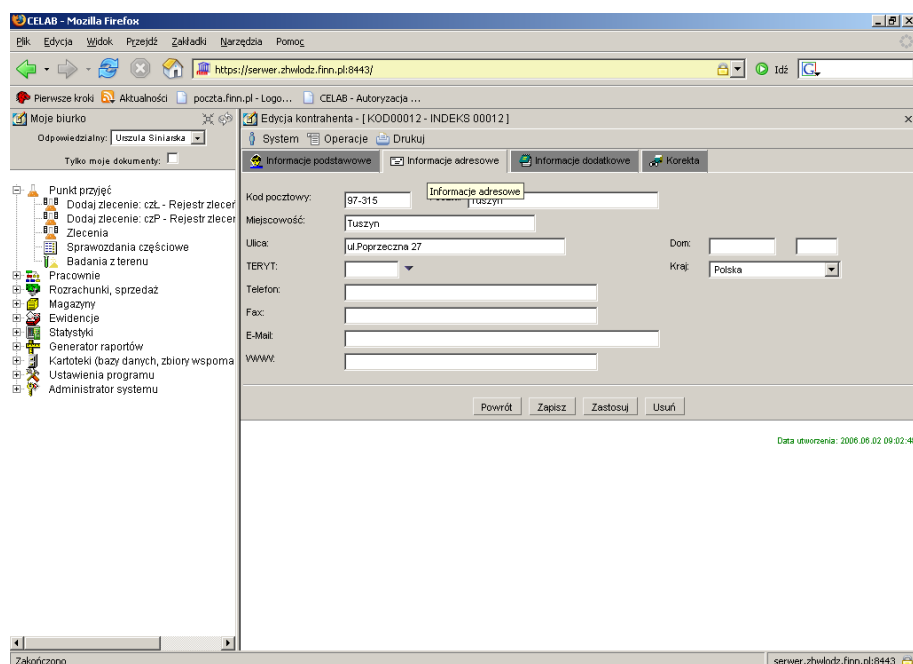 CELAB - Mozilla Firefox
Plik Edycja Widok Przejdź Zakładki Narzędzia Pomoc
https://serwer.zhwlodz.finn.pl:8443/ Idź
Pierwsze kroki Aktualności poczta.finn.pl - Logo... CELAB - Autoryzacja ...
Moje biurko
Odpowiedzialny: Urszula Siniarska
Tylko moje dokumenty:
Punkt przyjęć
Dodaj zlecenie: czŁ - Rejestr zleceń
Dodaj zlecenie: czP - Rejestr zlecer
Zlecenia
Sprawozdania częściowe
Badania z terenu
Pracownie
Rozrachunki, sprzedaż
Magazyny
Ewidencje
Statystyki
Generator raportów
Kartoteki (bazy danych, zbiory wspoma
Ustawienia programu
Administrator systemu
Edycja kontrahenta - [ KOD00012 - INDEKS 00012 ]
System Operacje Drukuj
Informacje podstawowe Informacje adresowe Informacje dodatkowe Korekta
Informacje adresowe
Kod pocztowy: 97-315 Tuszyn
Miejscowość: Tuszyn
Ulica: ul.Poprzeczna 27 Dom:
TERYT: Kraj: Polska
Telefon:
Fax:
E-Mail:
WWW:
Powrót Zapisz Zastosuj Usuń
Data utworzenia: 2006.06.02 09:02:48
Zakończono serwer.zhwlodz.finn.pl:8443